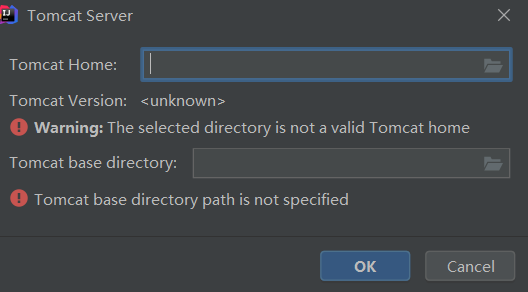 Tomcat Server
Tomcat Home:
Tomcat Version: <unknown>
Warning: The selected directory is not a valid Tomcat home
Tomcat base directory:
Tomcat base directory path is not specified
OK Cancel